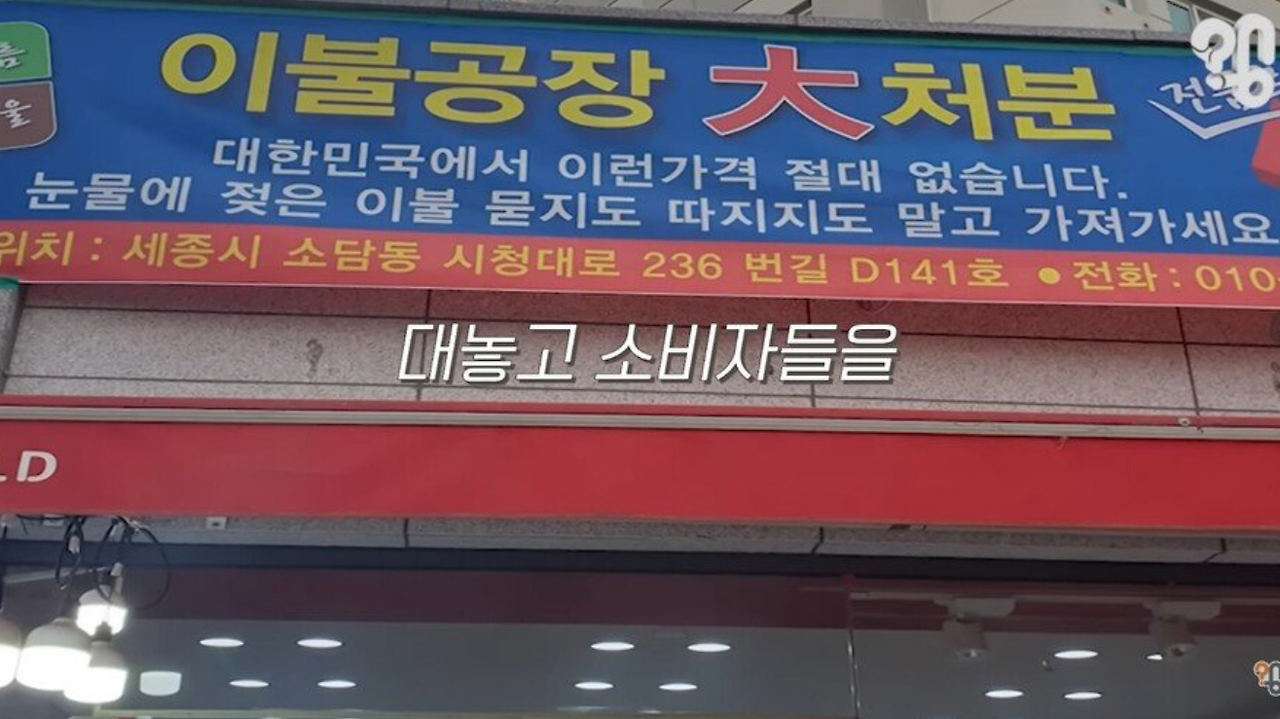 이불공장 大 처분
대한민국에서 이런가격 절대 없습니다.
눈물에 젖은 이불 묻지도 따지지도 말고 가져가세요
위치 : 세종시 소담동 시청대로 236 번길 D141호 ● 전화 : 010
대놓고 소비자들을
LD